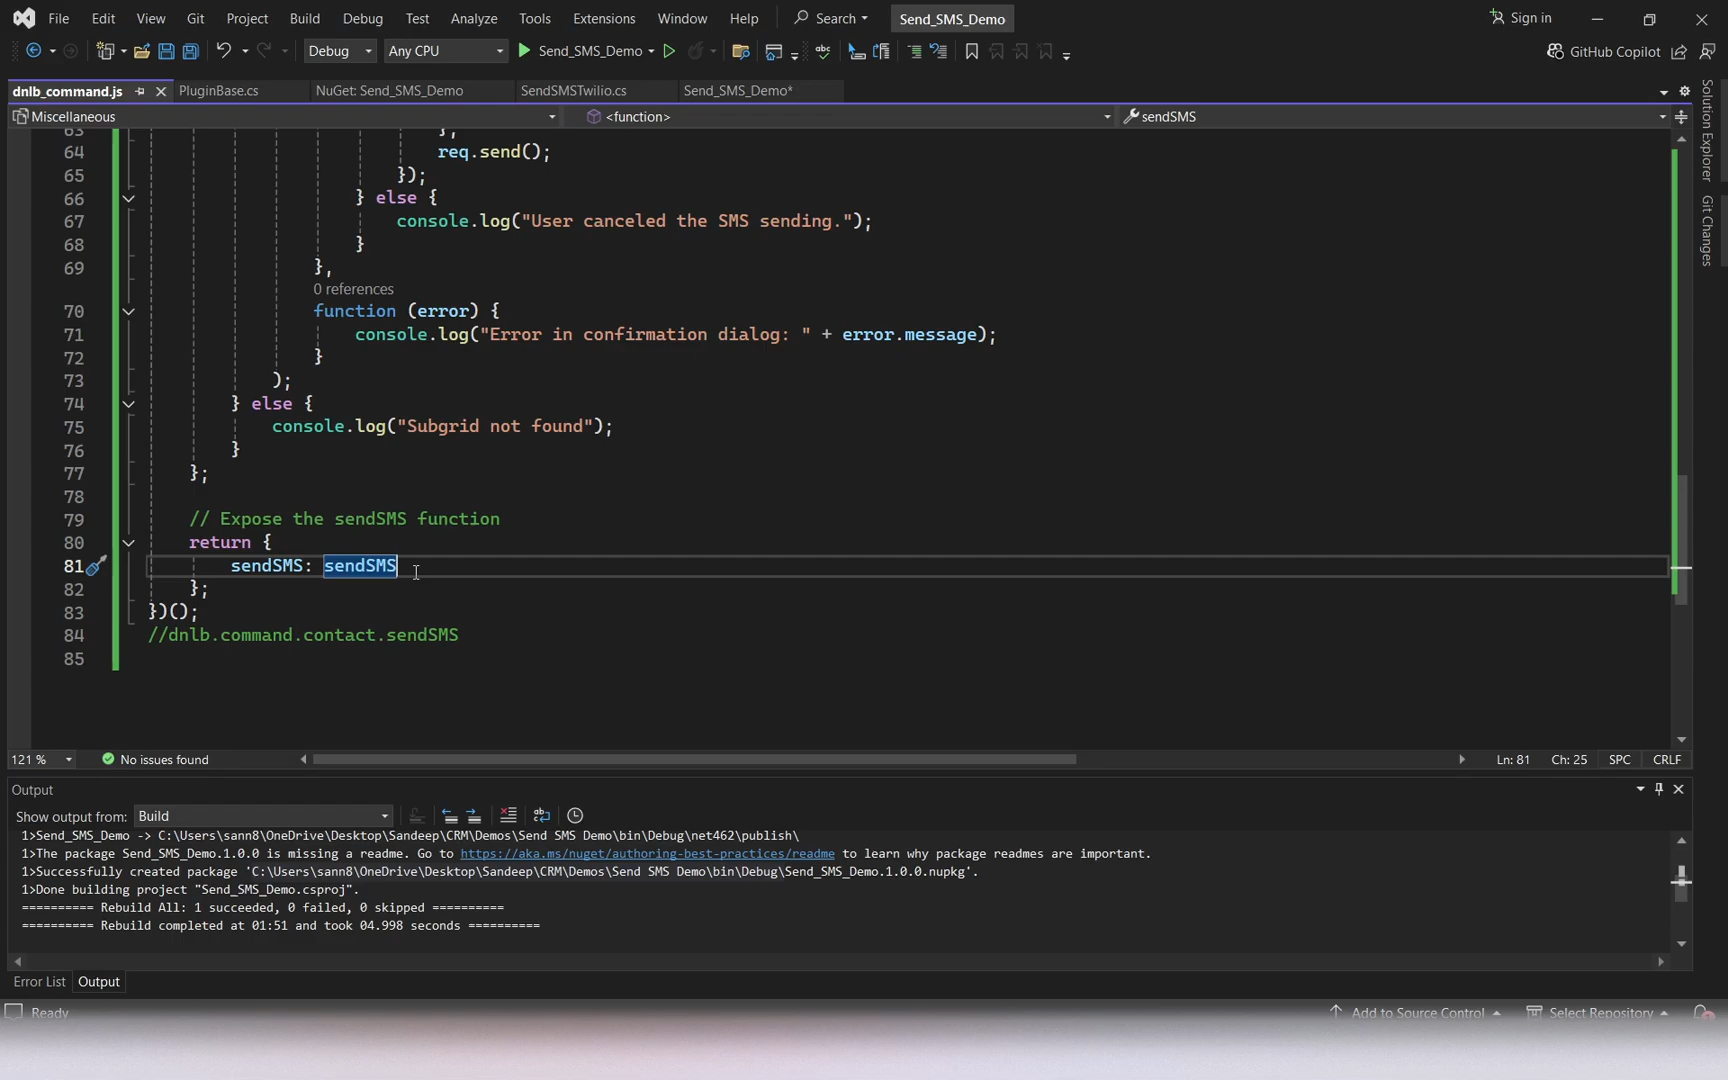 File Edit View Git Project Build Debug Test Analyze Tools Extensions Window Help Search Send_SMS_Demo Sign in
Debug Any CPU Send_SMS_Demo GitHub Copilot
dnlb_command.js PluginBase.cs NuGet: Send_SMS_Demo SendSMSTwilio.cs Send_SMS_Demo*
Miscellaneous <function> sendSMS
Solution Explorer
Git Changes
63 },
64 req.send();
65 });
66 } else {
67 console.log("User canceled the SMS sending.");
68 }
69 },
0 references
70 function (error) {
71 console.log("Error in confirmation dialog: " + error.message);
72 }
73 );
74 } else {
75 console.log("Subgrid not found");
76 }
77 };
78
79 // Expose the sendSMS function
80 return {
81 sendSMS: sendSMS
82 };
83 })();
84 //dnlb.command.contact.sendSMS
85
121 % No issues found Ln: 81 Ch: 25 SPC CRLF
Output
Show output from: Build
1>Send_SMS_Demo -> C:\Users\sann8\OneDrive\Desktop\Sandeep\CRM\Demos\Send SMS Demo\bin\Debug\net462\publish\
1>The package Send_SMS_Demo.1.0.0 is missing a readme. Go to https://aka.ms/nuget/authoring-best-practices/readme to learn why package readmes are important.
1>Successfully created package 'C:\Users\sann8\OneDrive\Desktop\Sandeep\CRM\Demos\Send SMS Demo\bin\Debug\Send_SMS_Demo.1.0.0.nupkg'.
1>Done building project "Send_SMS_Demo.csproj".
========== Rebuild All: 1 succeeded, 0 failed, 0 skipped ==========
========== Rebuild completed at 01:51 and took 04.998 seconds ==========
Error List Output
Ready Add to Source Control Select Repository